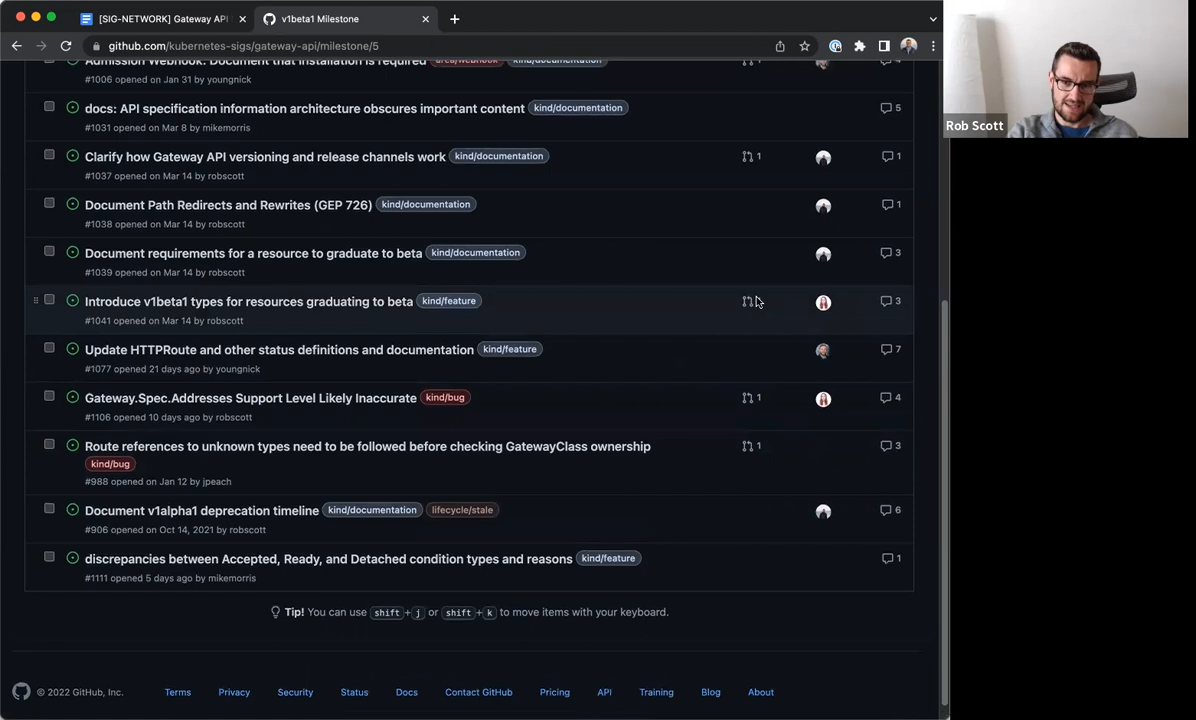 [SIG-NETWORK] Gateway API
v1beta1 Milestone
github.com/kubernetes-sigs/gateway-api/milestone/5
Admission Webhook: Document that installation is required area/webhook kind/documentation 1 4
#1006 opened on Jan 31 by youngnick
docs: API specification information architecture obscures important content kind/documentation 5
#1031 opened on Mar 8 by mikemorris
Clarify how Gateway API versioning and release channels work kind/documentation 1 1
#1037 opened on Mar 14 by robscott
Document Path Redirects and Rewrites (GEP 726) kind/documentation 1
#1038 opened on Mar 14 by robscott
Document requirements for a resource to graduate to beta kind/documentation 3
#1039 opened on Mar 14 by robscott
Introduce v1beta1 types for resources graduating to beta kind/feature 3
#1041 opened on Mar 14 by robscott
Update HTTPRoute and other status definitions and documentation kind/feature 7
#1077 opened 21 days ago by youngnick
Gateway.Spec.Addresses Support Level Likely Inaccurate kind/bug 1 4
#1106 opened 10 days ago by robscott
Route references to unknown types need to be followed before checking GatewayClass ownership 1 3
kind/bug
#988 opened on Jan 12 by jpeach
Document v1alpha1 deprecation timeline kind/documentation lifecycle/stale 6
#906 opened on Oct 14, 2021 by robscott
discrepancies between Accepted, Ready, and Detached condition types and reasons kind/feature 1
#1111 opened 5 days ago by mikemorris
Tip! You can use shift+j or shift+k to move items with your keyboard.
© 2022 GitHub, Inc. Terms Privacy Security Status Docs Contact GitHub Pricing API Training Blog About
Rob Scott